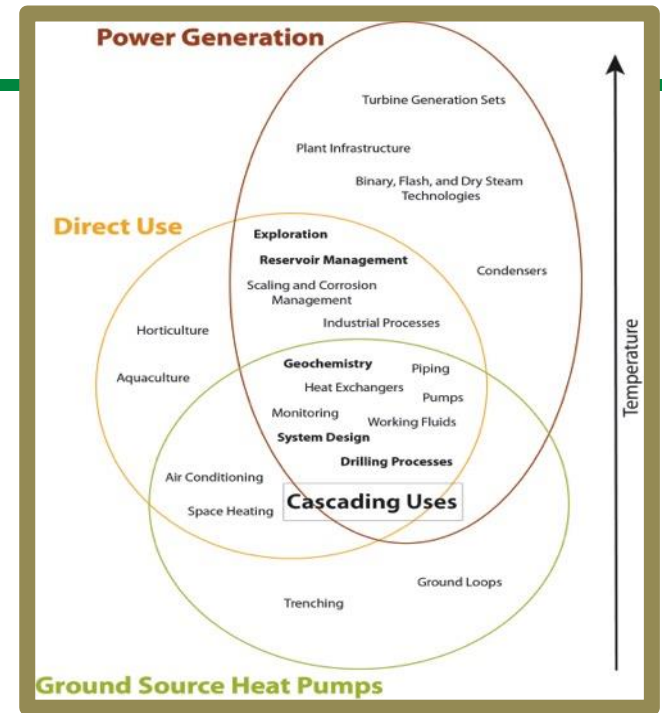 Power Generation
Turbine Generation Sets
Plant Infrastructure
Binary, Flash, and Dry Steam
Technologies
Direct Use
Exploration
Reservoir Management
Condensers
Scaling and Corrosion
Management
Horticulture
Industrial Processes
Temperature
Geochemistry
Piping
Aquaculture
Heat Exchangers
Pumps
Monitoring
Working Fluids
System Design
Drilling Processes
Air Conditioning
Cascading Uses
Space Heating
Ground Loops
Trenching
Ground Source Heat Pumps